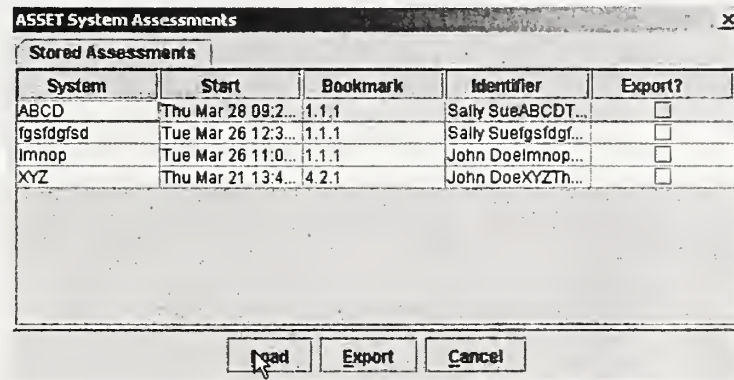 ASSET System Assessments
Stored Assessments
System Start Bookmark Identifier Export?
ABCD Thu Mar 28 09:2... 1.1.1 Sally SueABCDT...
fgsfdgfsd Tue Mar 26 12:3... 1.1.1 Sally Suefgsfdgf...
lmnop Tue Mar 26 11:0... 1.1.1 John Doelmnop...
XYZ Thu Mar 21 13:4... 4.2.1 John DoeXYZTh...
Load Export Cancel